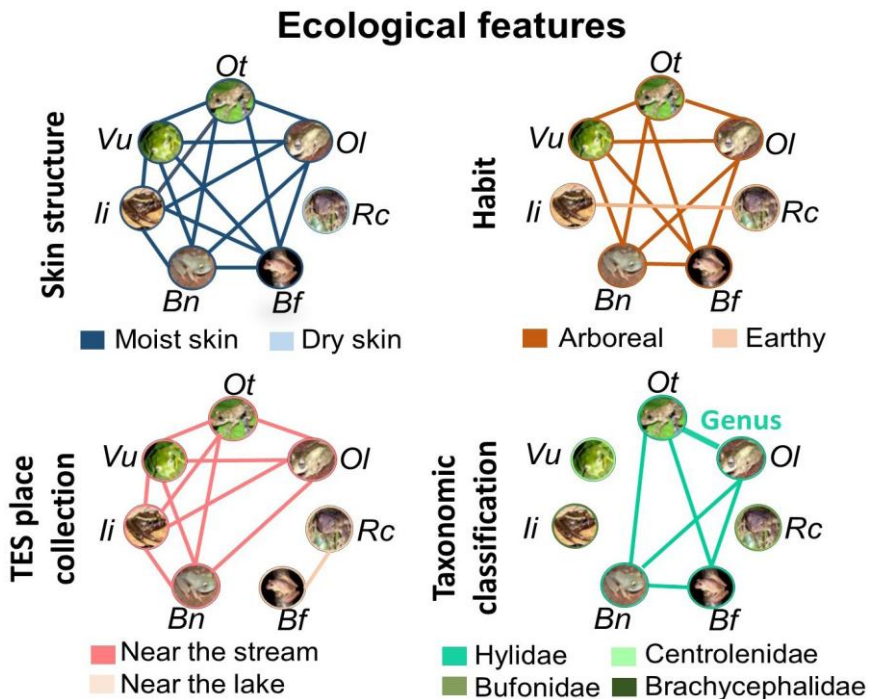 Ecological features
Skin structure
Ot
Vu
Ol
Ii
Rc
Bn
Bf
Moist skin
Dry skin
Habit
Ot
Vu
Ol
Ii
Rc
Bn
Bf
Arboreal
Earthy
TES place
collection
Ot
Vu
Ol
Ii
Rc
Bn
Bf
Near the stream
Near the lake
Taxonomic
classification
Ot
Genus
Vu
Ol
Ii
Rc
Bn
Bf
Hylidae
Centrolenidae
Bufonidae
Brachycephalidae